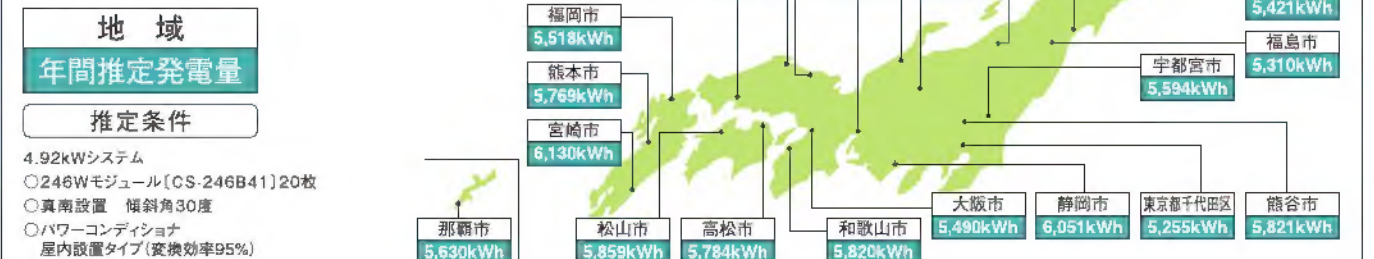 地 域
年間推定発電量
推定条件
4.92kWシステム
○246Wモジュール[CS-246B41]20枚
○真南設置 傾斜角30度
○パワーコンディショナ
屋内設置タイプ(変換効率95%)
福岡市
5,518kWh
熊本市
5,769kWh
宮崎市
6,130kWh
那覇市
5,630kWh
松山市
5,859kWh
高松市
5,784kWh
和歌山市
5,820kWh
大阪市
5,490kWh
静岡市
6,051kWh
東京都千代田区
5,255kWh
熊谷市
5,821kWh
宇都宮市
5,594kWh
5,421kWh
福島市
5,310kWh